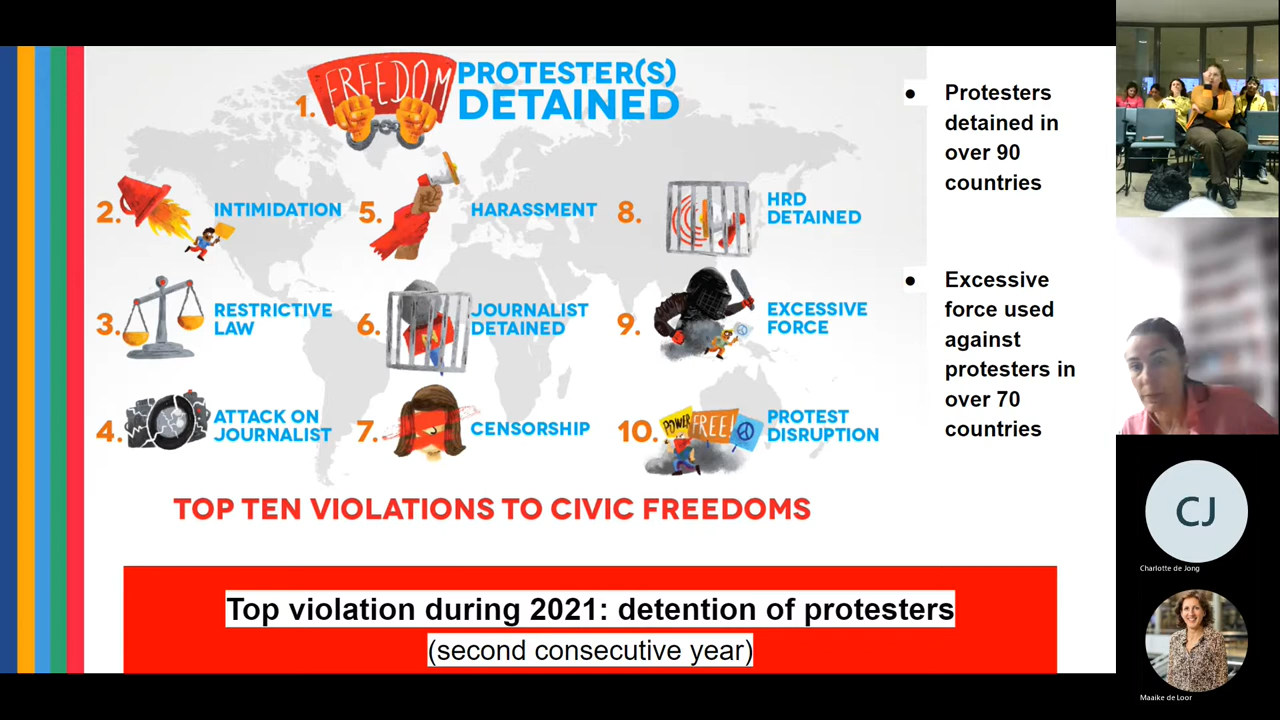 FREEDOM
1.
PROTESTER(S)
DETAINED
2.
INTIMIDATION
3.
RESTRICTIVE
LAW
4.
ATTACK ON
JOURNALIST
5.
HARASSMENT
6.
JOURNALIST
DETAINED
7.
CENSORSHIP
8.
HRD
DETAINED
9.
EXCESSIVE
FORCE
10.
POWER
FREE!
PROTEST
DISRUPTION
TOP TEN VIOLATIONS TO CIVIC FREEDOMS
• Protesters
detained in
over 90
countries
• Excessive
force used
against
protesters in
over 70
countries
Top violation during 2021: detention of protesters
(second consecutive year)
CJ
Charlotte de Jong
Maaike de Loor